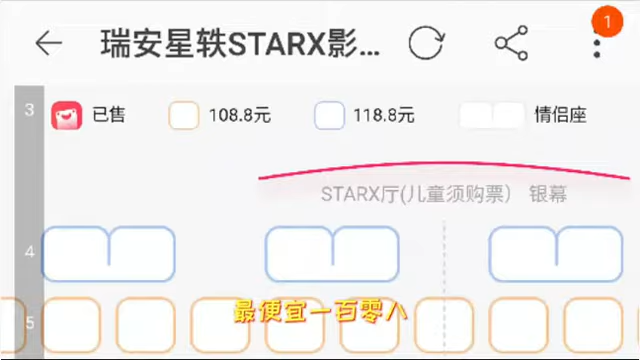 瑞安星轶STARX影...
1
3
已售
108.8元
118.8元
情侣座
STARX厅(儿童须购票) 银幕
4
5
最便宜一百零八